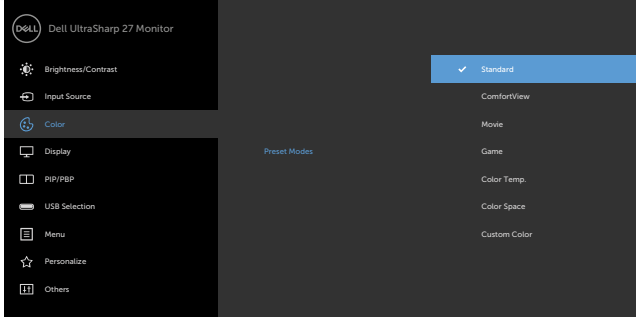 DELL Dell UltraSharp 27 Monitor
Brightness/Contrast
Input Source
Color
Display
PIP/PBP
USB Selection
Menu
Personalize
Others
Preset Modes
Standard
ComfortView
Movie
Game
Color Temp.
Color Space
Custom Color